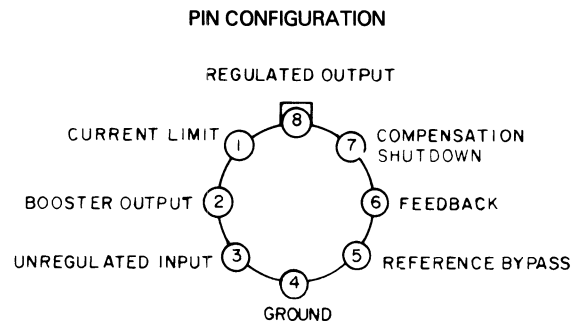 PIN CONFIGURATION
REGULATED OUTPUT
8
CURRENT LIMIT
1
7
COMPENSATION
SHUTDOWN
BOOSTER OUTPUT
2
6
FEEDBACK
UNREGULATED INPUT
3
5
REFERENCE BYPASS
4
GROUND